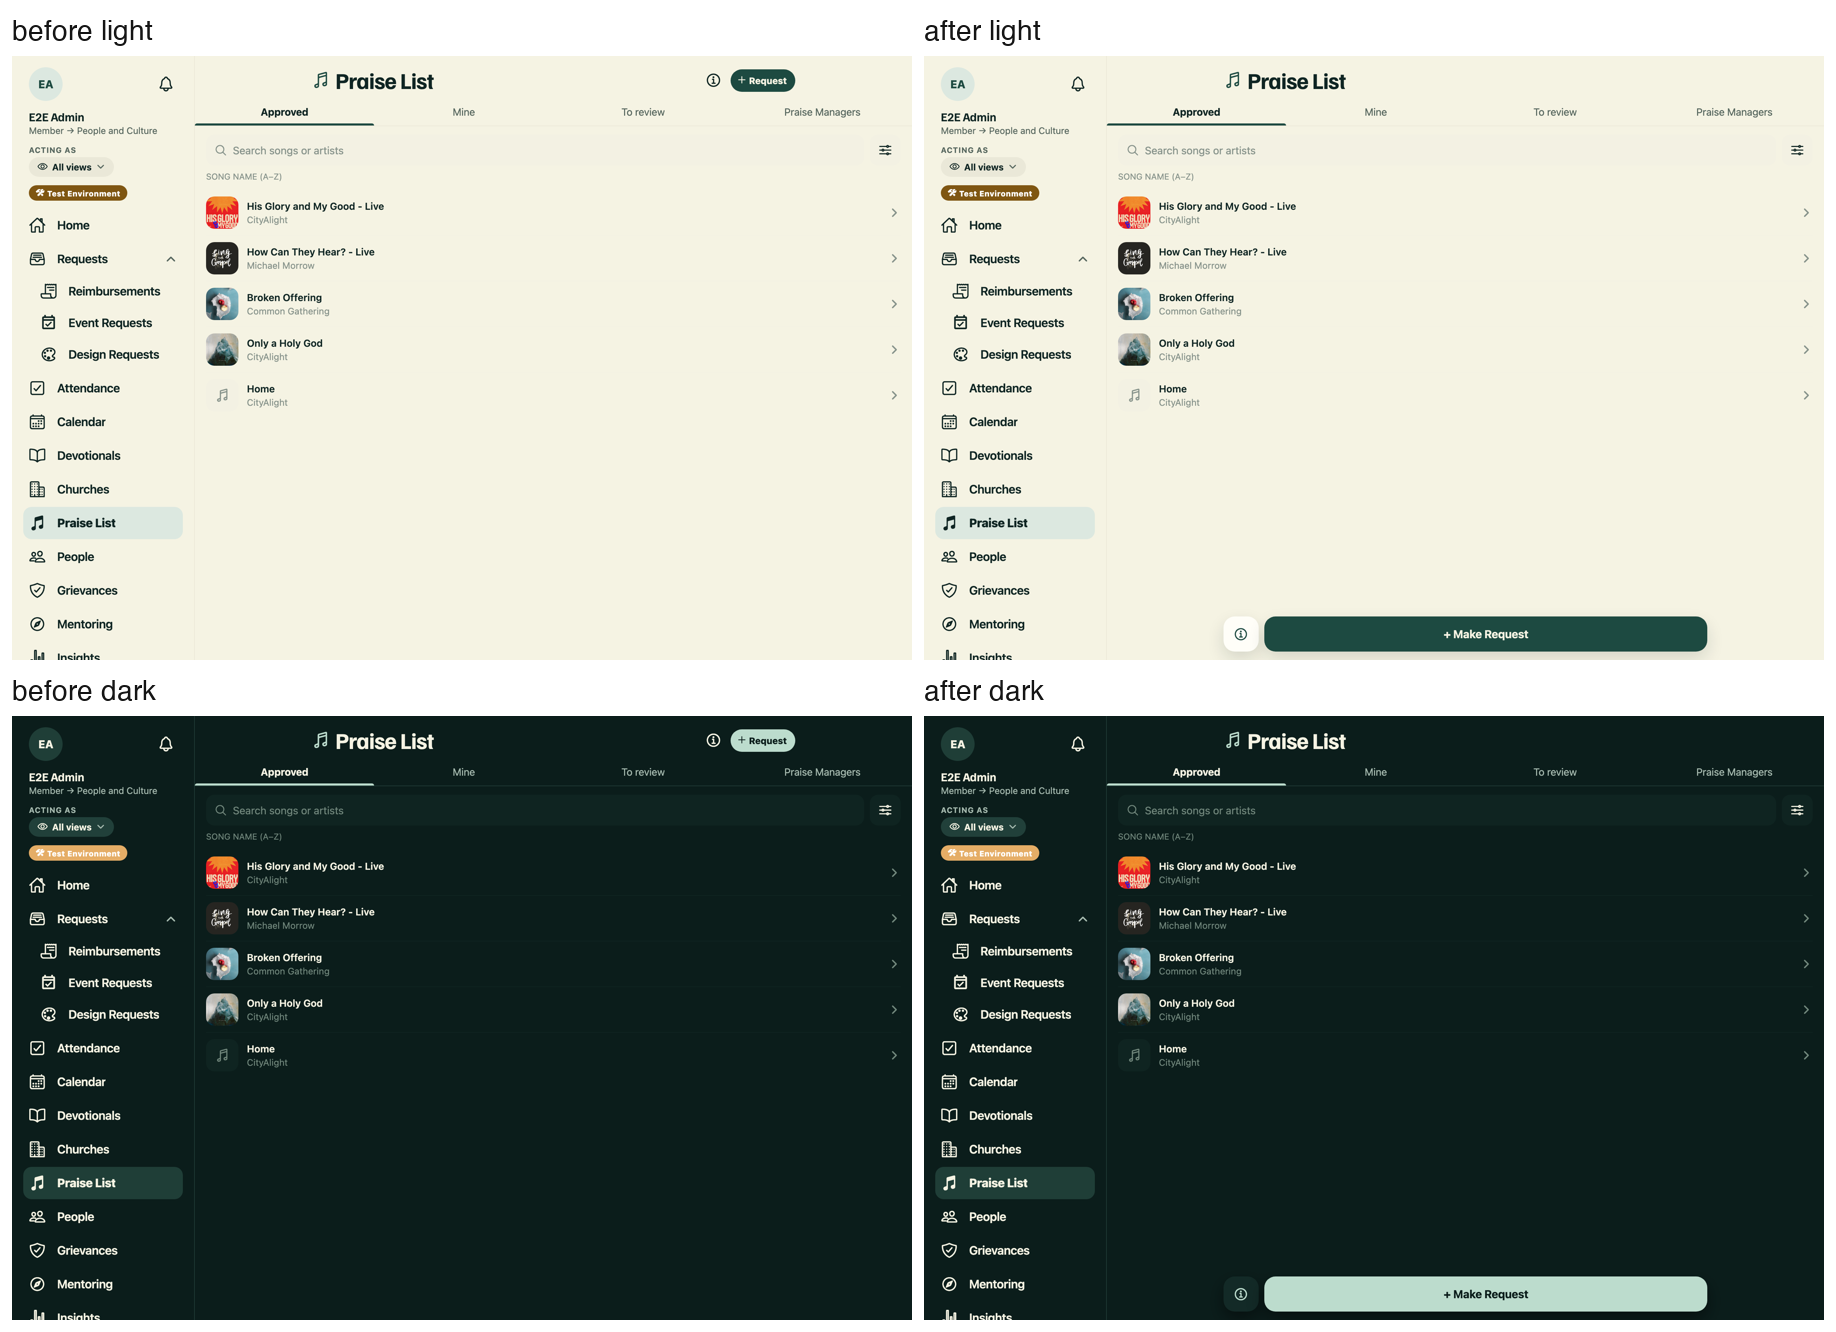 before light
EA
E2E Admin
Member → People and Culture
ACTING AS
All views
Test Environment
Home
Requests
Reimbursements
Event Requests
Design Requests
Attendance
Calendar
Devotionals
Churches
Praise List
People
Grievances
Mentoring
Insights
Praise List
+ Request
Approved
Mine
To review
Praise Managers
Search songs or artists
SONG NAME (A–Z)
HIS GLORY
His Glory and My Good - Live
CityAlight
How Can They Hear? - Live
Michael Morrow
Broken Offering
Common Gathering
Only a Holy God
CityAlight
Home
CityAlight
after light
EA
E2E Admin
Member → People and Culture
ACTING AS
All views
Test Environment
Home
Requests
Reimbursements
Event Requests
Design Requests
Attendance
Calendar
Devotionals
Churches
Praise List
People
Grievances
Mentoring
Insights
Praise List
Approved
Mine
To review
Praise Managers
Search songs or artists
SONG NAME (A–Z)
HIS GLORY
His Glory and My Good - Live
CityAlight
How Can They Hear? - Live
Michael Morrow
Broken Offering
Common Gathering
Only a Holy God
CityAlight
Home
CityAlight
+ Make Request
before dark
EA
E2E Admin
Member → People and Culture
ACTING AS
All views
Test Environment
Home
Requests
Reimbursements
Event Requests
Design Requests
Attendance
Calendar
Devotionals
Churches
Praise List
People
Grievances
Mentoring
Insights
Praise List
+ Request
Approved
Mine
To review
Praise Managers
Search songs or artists
SONG NAME (A–Z)
HIS GLORY
His Glory and My Good - Live
CityAlight
How Can They Hear? - Live
Michael Morrow
Broken Offering
Common Gathering
Only a Holy God
CityAlight
Home
CityAlight
after dark
EA
E2E Admin
Member → People and Culture
ACTING AS
All views
Test Environment
Home
Requests
Reimbursements
Event Requests
Design Requests
Attendance
Calendar
Devotionals
Churches
Praise List
People
Grievances
Mentoring
Insights
Praise List
Approved
Mine
To review
Praise Managers
Search songs or artists
SONG NAME (A–Z)
HIS GLORY
His Glory and My Good - Live
CityAlight
How Can They Hear? - Live
Michael Morrow
Broken Offering
Common Gathering
Only a Holy God
CityAlight
Home
CityAlight
+ Make Request